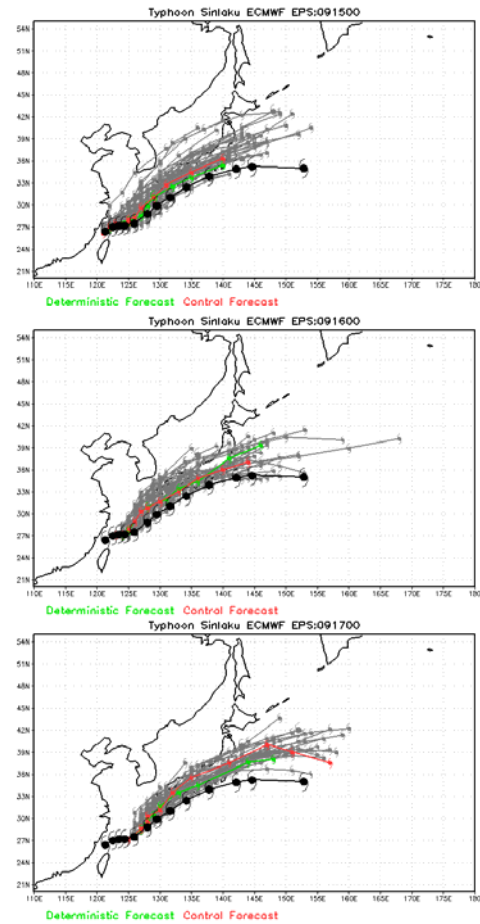 Typhoon Sinlaku ECMWF EPS:091500
54N
51N
48N
45N
42N
39N
36N
33N
30N
27N
24N
21N
110E 115E 120E 125E 130E 135E 140E 145E 150E 155E 160E 165E 170E 175E 180
Deterministic Forecast Control Forecast
Typhoon Sinlaku ECMWF EPS:091600
54N
51N
48N
45N
42N
39N
36N
33N
30N
27N
24N
21N
110E 115E 120E 125E 130E 135E 140E 145E 150E 155E 160E 165E 170E 175E 180
Deterministic Forecast Control Forecast
Typhoon Sinlaku ECMWF EPS:091700
54N
51N
48N
45N
42N
39N
36N
33N
30N
27N
24N
21N
110E 115E 120E 125E 130E 135E 140E 145E 150E 155E 160E 165E 170E 175E 180
Deterministic Forecast Control Forecast